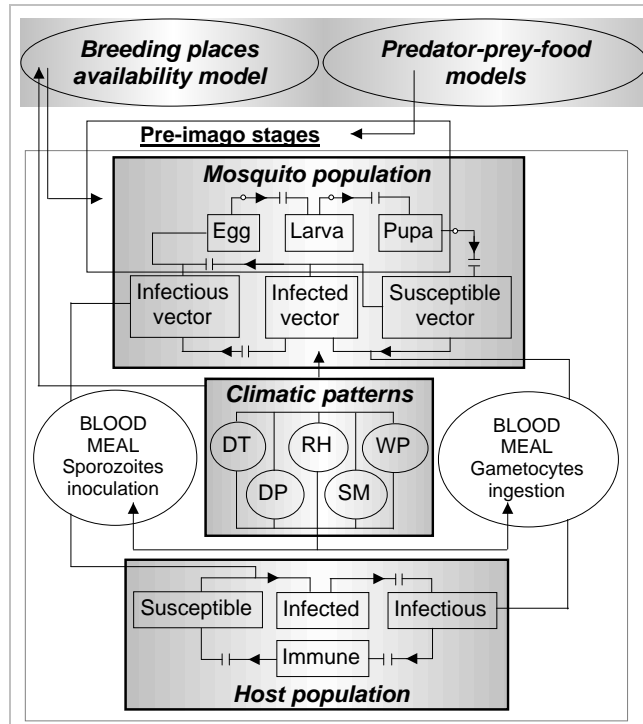 Breeding places
availability model
Predator-prey-food
models
Pre-imago stages
Mosquito population
Egg
Larva
Pupa
Infectious
vector
Infected
vector
Susceptible
vector
Climatic patterns
DT
RH
WP
DP
SM
BLOOD
MEAL
Sporozoites
inoculation
BLOOD
MEAL
Gametocytes
ingestion
Susceptible
Infected
Infectious
Immune
Host population